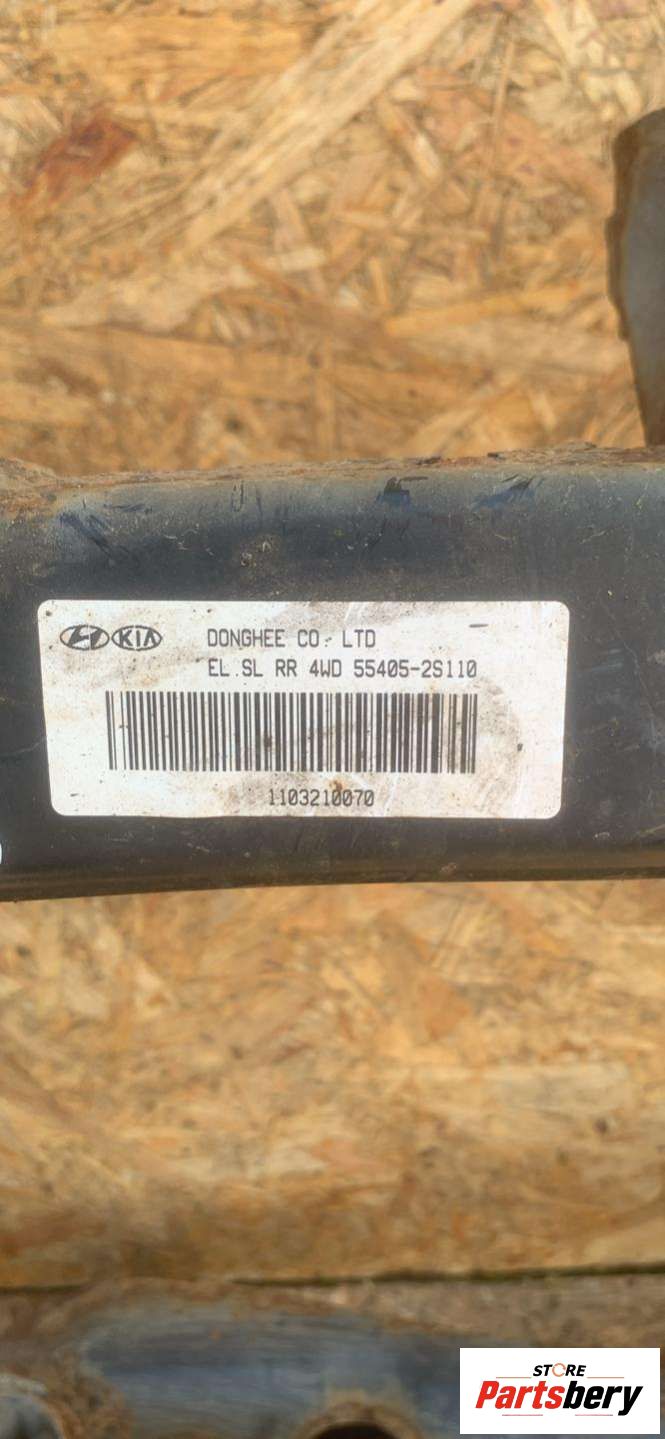 KIA DONGHEE CO. LTD
EL.SL RR 4WD 55405-2S110
1103210070
STORE
Partsbery